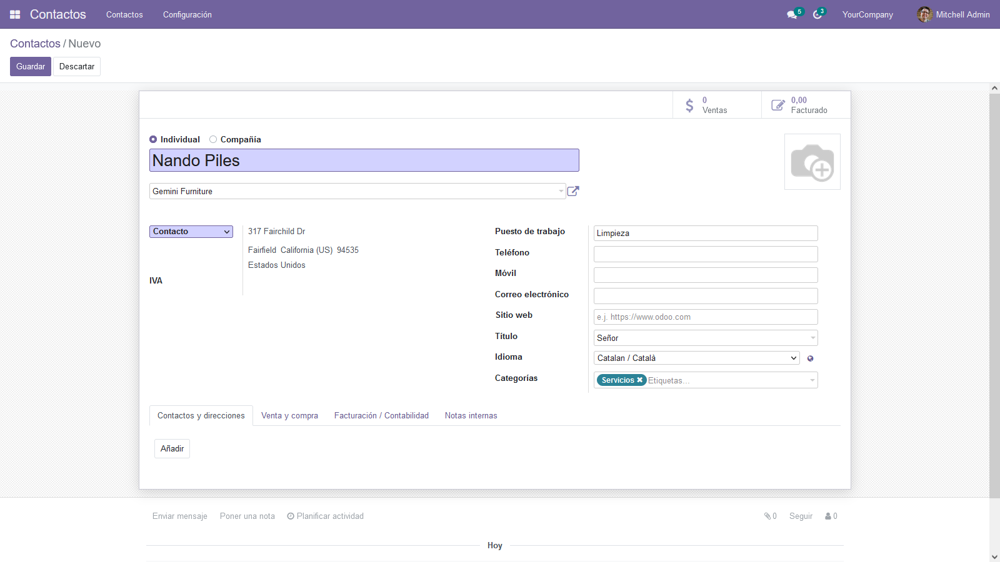 Contactos Contactos Configuración 5 3 YourCompany Mitchell Admin
Contactos / Nuevo
Guardar Descartar
0
Ventas
0,00
Facturado
Individual Compañía
Nando Piles
Gemini Furniture
Contacto
317 Fairchild Dr
Fairfield California (US) 94535
Estados Unidos
IVA
Puesto de trabajo Limpieza
Teléfono
Móvil
Correo electrónico
Sitio web e.j. https://www.odoo.com
Título Señor
Idioma Catalan / Català
Categorías Servicios Etiquetas...
Contactos y direcciones Venta y compra Facturación / Contabilidad Notas internas
Añadir
Enviar mensaje Poner una nota Planificar actividad 0 Seguir 0
Hoy